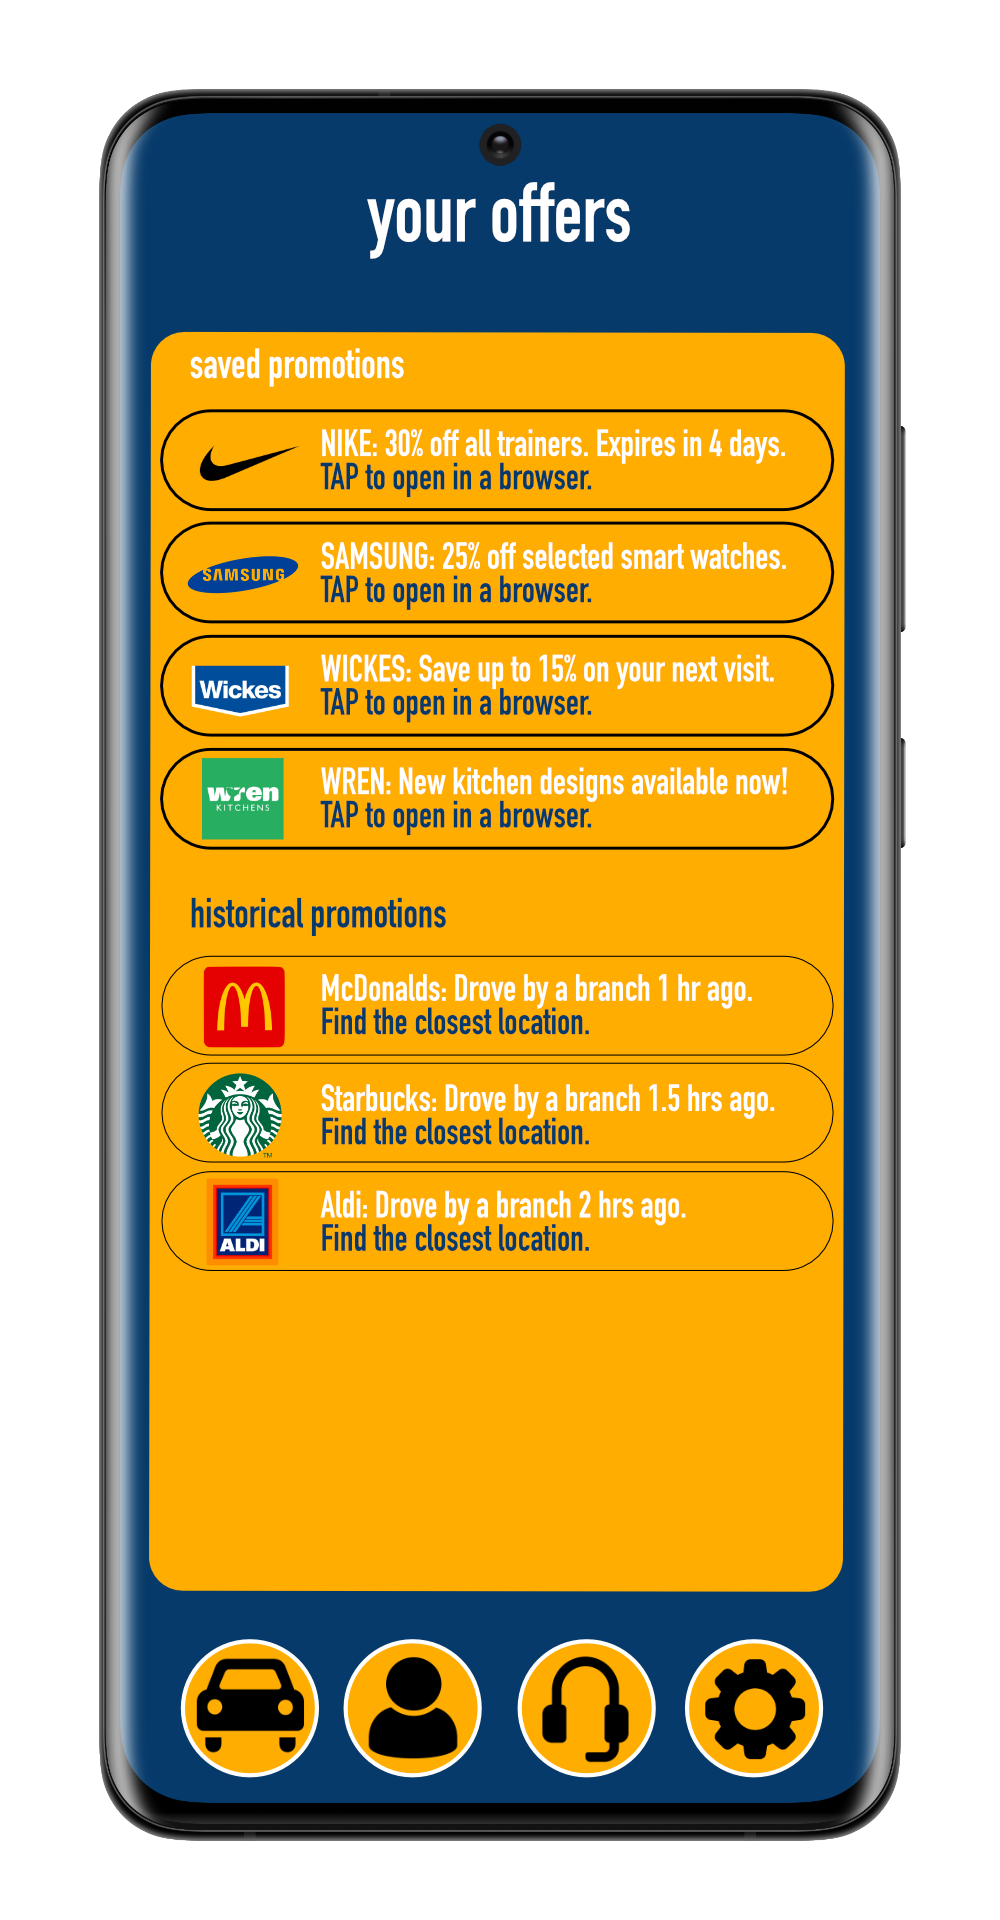 your offers
saved promotions
NIKE: 30% off all trainers. Expires in 4 days.
TAP to open in a browser.
SAMSUNG
SAMSUNG: 25% off selected smart watches.
TAP to open in a browser.
Wickes
WICKES: Save up to 15% on your next visit.
TAP to open in a browser.
wren
KITCHENS
WREN: New kitchen designs available now!
TAP to open in a browser.
historical promotions
McDonalds: Drove by a branch 1 hr ago.
Find the closest location.
Starbucks: Drove by a branch 1.5 hrs ago.
Find the closest location.
TM
Aldi: Drove by a branch 2 hrs ago.
Find the closest location.
ALDI